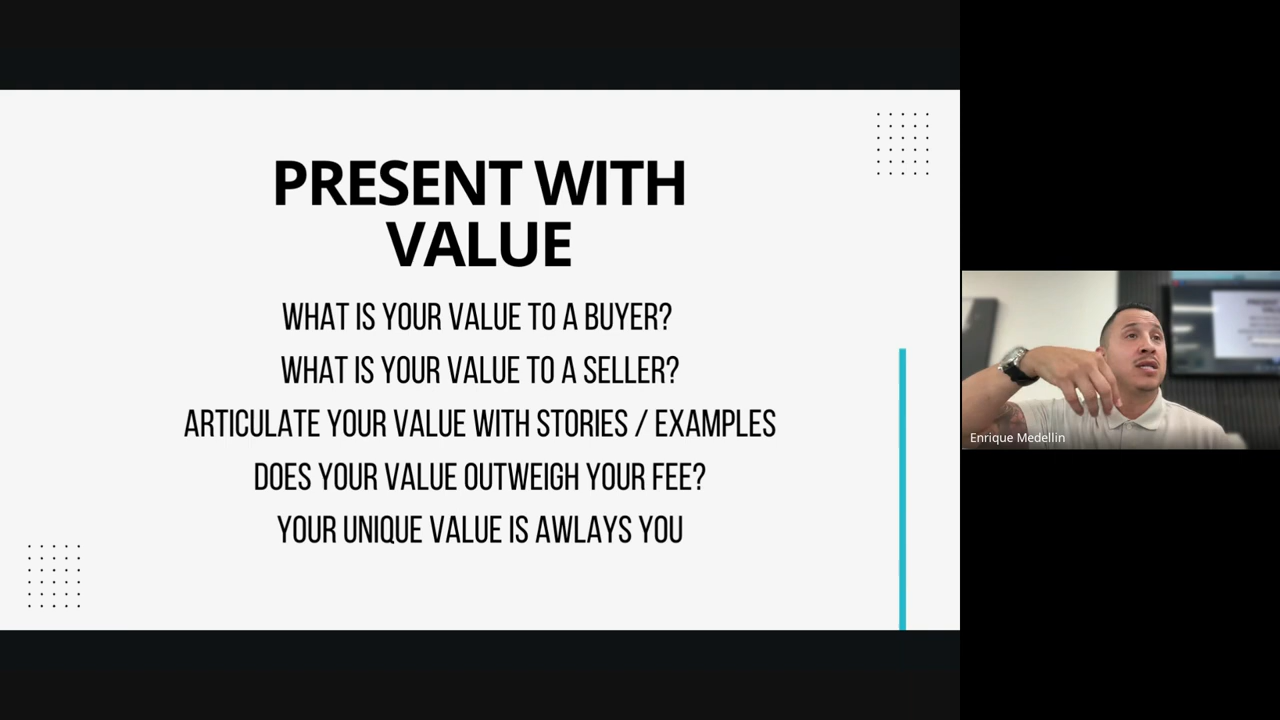 PRESENT WITH
VALUE
WHAT IS YOUR VALUE TO A BUYER?
WHAT IS YOUR VALUE TO A SELLER?
ARTICULATE YOUR VALUE WITH STORIES / EXAMPLES
DOES YOUR VALUE OUTWEIGH YOUR FEE?
YOUR UNIQUE VALUE IS AWLAYS YOU
Enrique Medellin